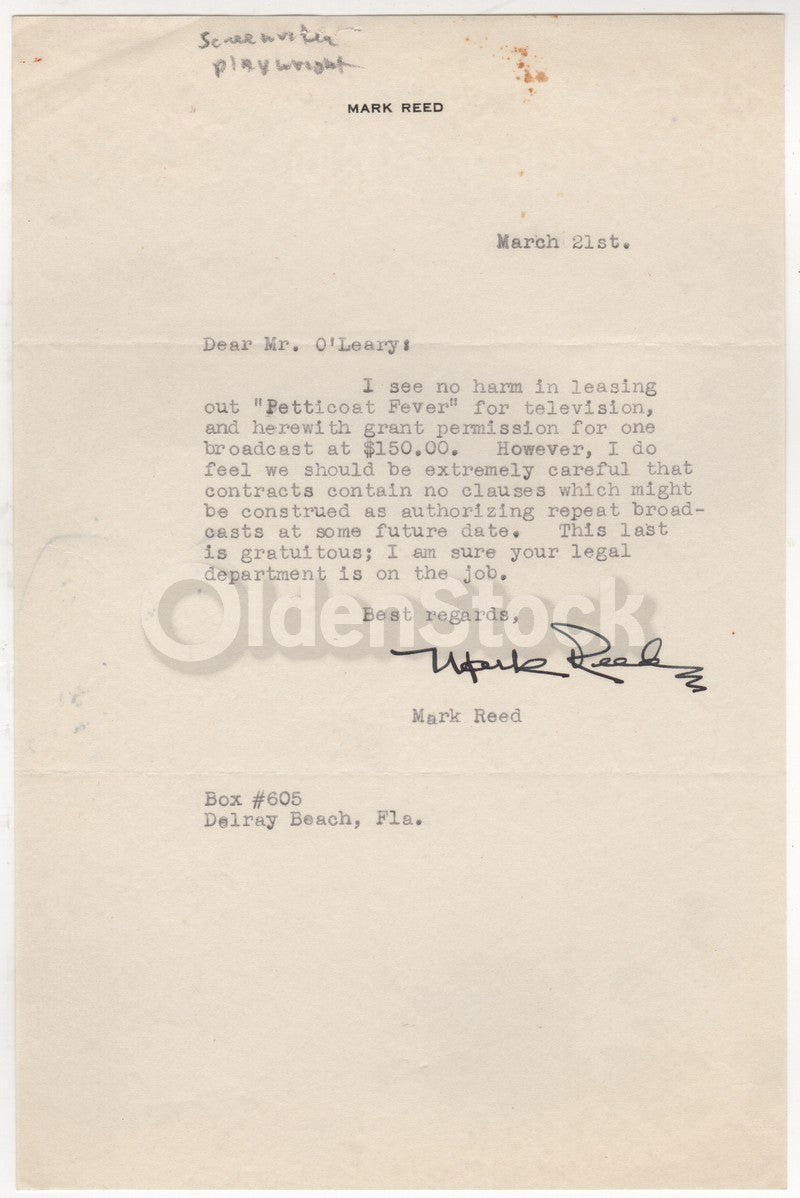 Screenwriter
playwright
MARK REED
March 21st.
Dear Mr. O'Leary:
I see no harm in leasing
out "Petticoat Fever" for television,
and herewith grant permission for one
broadcast at $150.00. However, I do
feel we should be extremely careful that
contracts contain no clauses which might
be construed as authorizing repeat broad-
casts at some future date. This last
is gratuitous; I am sure your legal
department is on the job.
OldenStock
Best regards,
Mark Reed
Mark Reed
Box #605
Delray Beach, Fla.